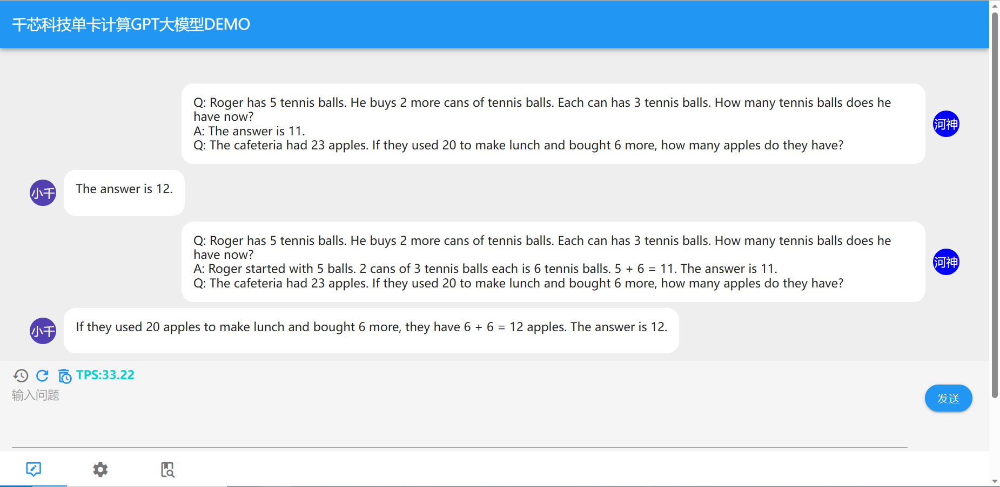 千芯科技单卡计算GPT大模型DEMO
Q: Roger has 5 tennis balls. He buys 2 more cans of tennis balls. Each can has 3 tennis balls. How many tennis balls does he
have now?
A: The answer is 11.
Q: The cafeteria had 23 apples. If they used 20 to make lunch and bought 6 more, how many apples do they have?
河神
小千
The answer is 12.
Q: Roger has 5 tennis balls. He buys 2 more cans of tennis balls. Each can has 3 tennis balls. How many tennis balls does he
have now?
A: Roger started with 5 balls. 2 cans of 3 tennis balls each is 6 tennis balls. 5 + 6 = 11. The answer is 11.
Q: The cafeteria had 23 apples. If they used 20 to make lunch and bought 6 more, how many apples do they have?
河神
小千
If they used 20 apples to make lunch and bought 6 more, they have 6 + 6 = 12 apples. The answer is 12.
TPS:33.22
输入问题
发送